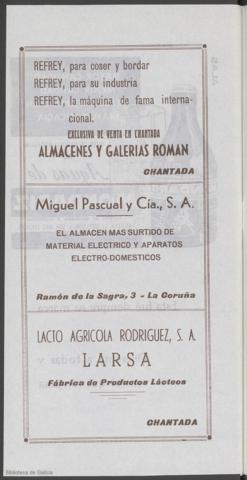 REFREY, para coser y bordar
REFREY, para su industria
REFREY, la máquina de fama interna-
cional.
EXCLUSIVA DE VENTA EN CHANTADA
ALMACENES Y GALERIAS ROMAN
CHANTADA
Miguel Pascual y Cía., S. A.
EL ALMACEN MAS SURTIDO DE
MATERIAL ELECTRICO Y APARATOS
ELECTRO-DOMESTICOS
Ramón de la Sagra, 3 - La Coruña
LACTO AGRICOLA RODRIGUEZ, S. A.
LARSA
Fábrica de Productos Lácteos
CHANTADA
Biblioteca de Galicia